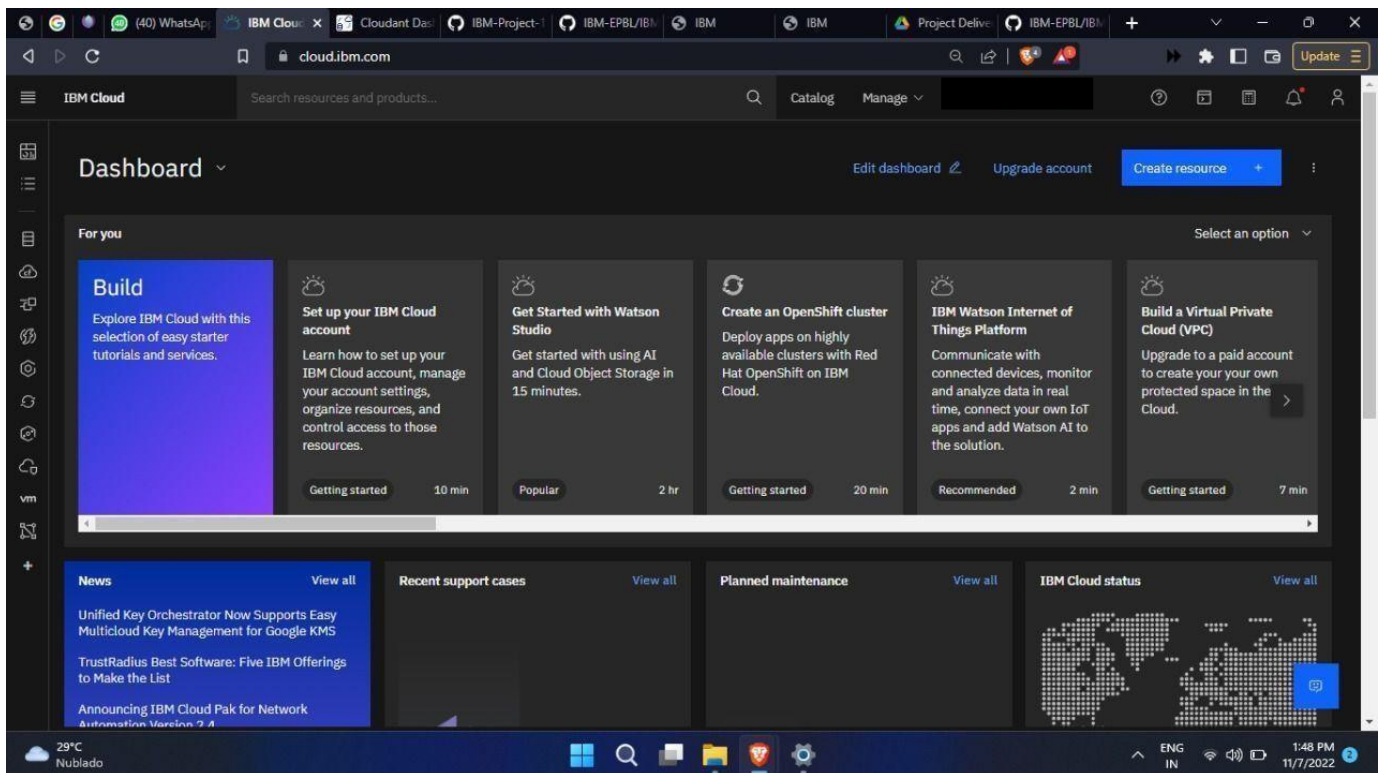 (40) WhatsAp
IBM Clou
Cloudant Das
IBM-Project-1
IBM-EPBL/IBM
IBM
IBM
Project Delive
IBM-EPBL/IBM
cloud.ibm.com
Update
IBM Cloud
Search resources and products...
Catalog
Manage
Dashboard
Edit dashboard
Upgrade account
Create resource +
For you
Select an option
Build
Explore IBM Cloud with this
selection of easy starter
tutorials and services.
Set up your IBM Cloud
account
Learn how to set up your
IBM Cloud account, manage
your account settings,
organize resources, and
control access to those
resources.
Getting started
10 min
Get Started with Watson
Studio
Get started with using AI
and Cloud Object Storage in
15 minutes.
Popular
2 hr
Create an OpenShift cluster
Deploy apps on highly
available clusters with Red
Hat OpenShift on IBM
Cloud.
Getting started
20 min
IBM Watson Internet of
Things Platform
Communicate with
connected devices, monitor
and analyze data in real
time, connect your own IoT
apps and add Watson AI to
the solution.
Recommended
2 min
Build a Virtual Private
Cloud (VPC)
Upgrade to a paid account
to create your your own
protected space in the
Cloud.
Getting started
7 min
vm
News
View all
Unified Key Orchestrator Now Supports Easy
Multicloud Key Management for Google KMS
TrustRadius Best Software: Five IBM Offerings
to Make the List
Announcing IBM Cloud Pak for Network
Automation Version 2.4
Recent support cases
View all
Planned maintenance
View all
IBM Cloud status
View all
29°C
Nublado
ENG
IN
1:48 PM
11/7/2022
2